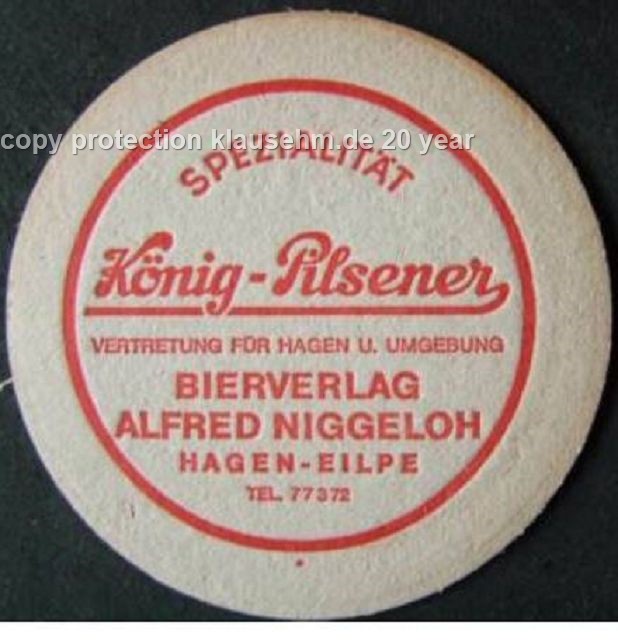 copy protection klausehm.de 20 year
SPEZIALITÄT
König-Pilsener
VERTRETUNG FÜR HAGEN U. UMGEBUNG
BIERVERLAG
ALFRED NIGGELOH
HAGEN-EILPE
TEL. 77372